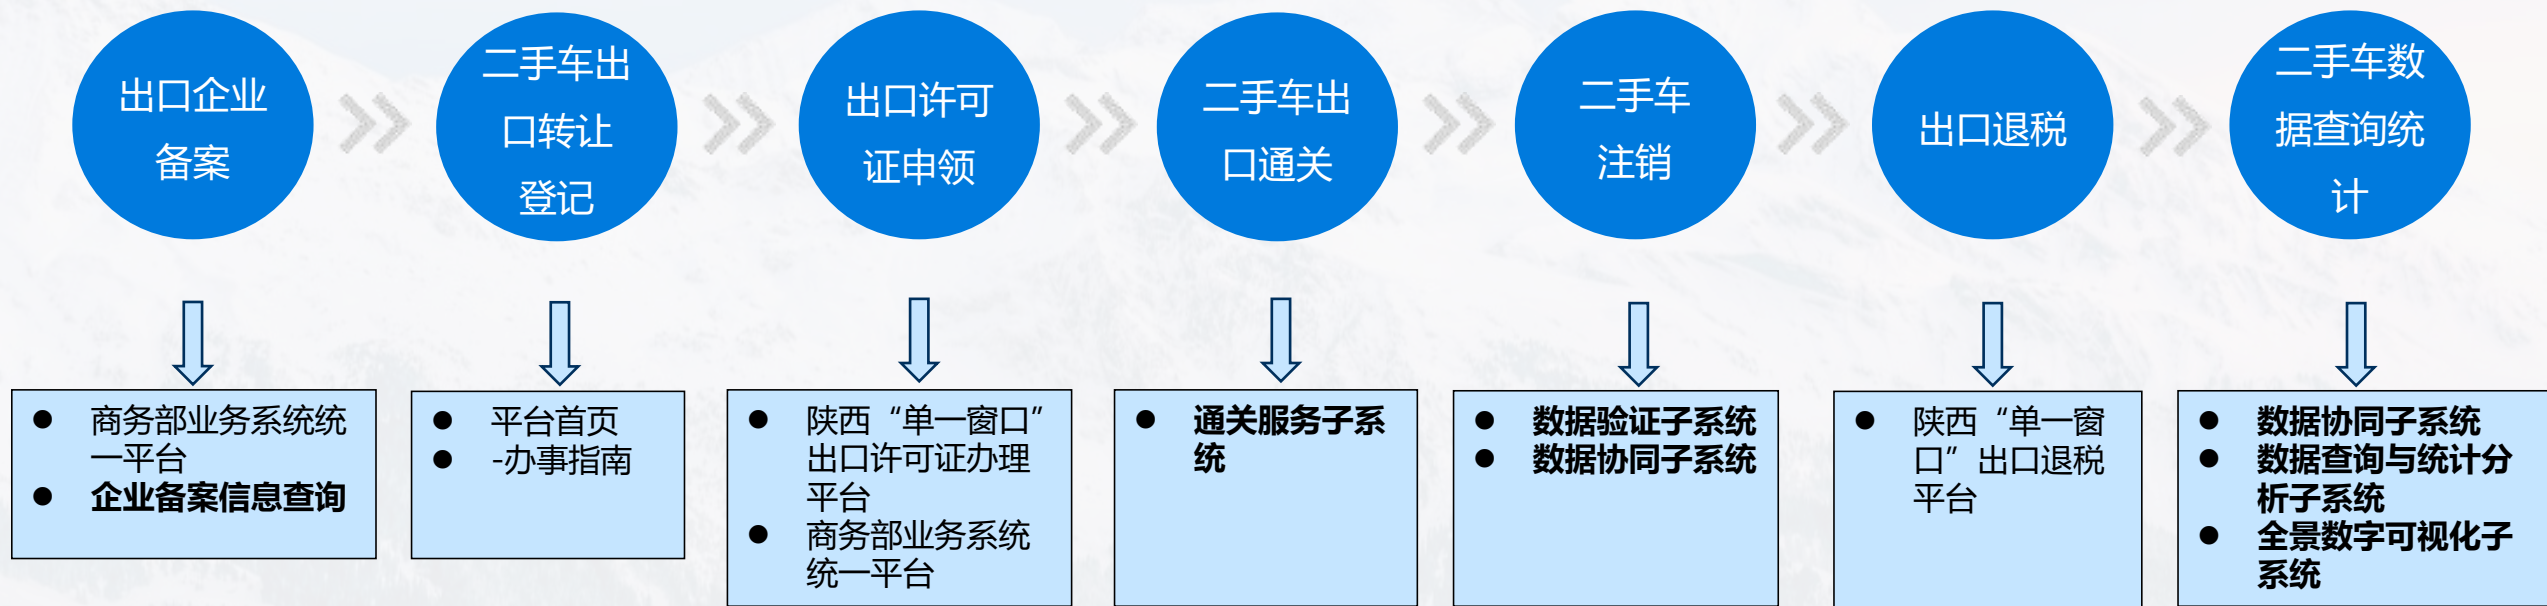 出口企业
备案
二手车出
口转让
登记
出口许可
证申领
二手车出
口通关
二手车
注销
出口退税
二手车数
据查询统
计
● 商务部业务系统统
一平台
● 企业备案信息查询
● 平台首页
● -办事指南
● 陕西“单一窗口”
出口许可证办理
平台
● 商务部业务系统
统一平台
● 通关服务子系
统
● 数据验证子系统
● 数据协同子系统
● 陕西“单一窗
口”出口退税
平台
● 数据协同子系统
● 数据查询与统计分
析子系统
● 全景数字可视化子
系统